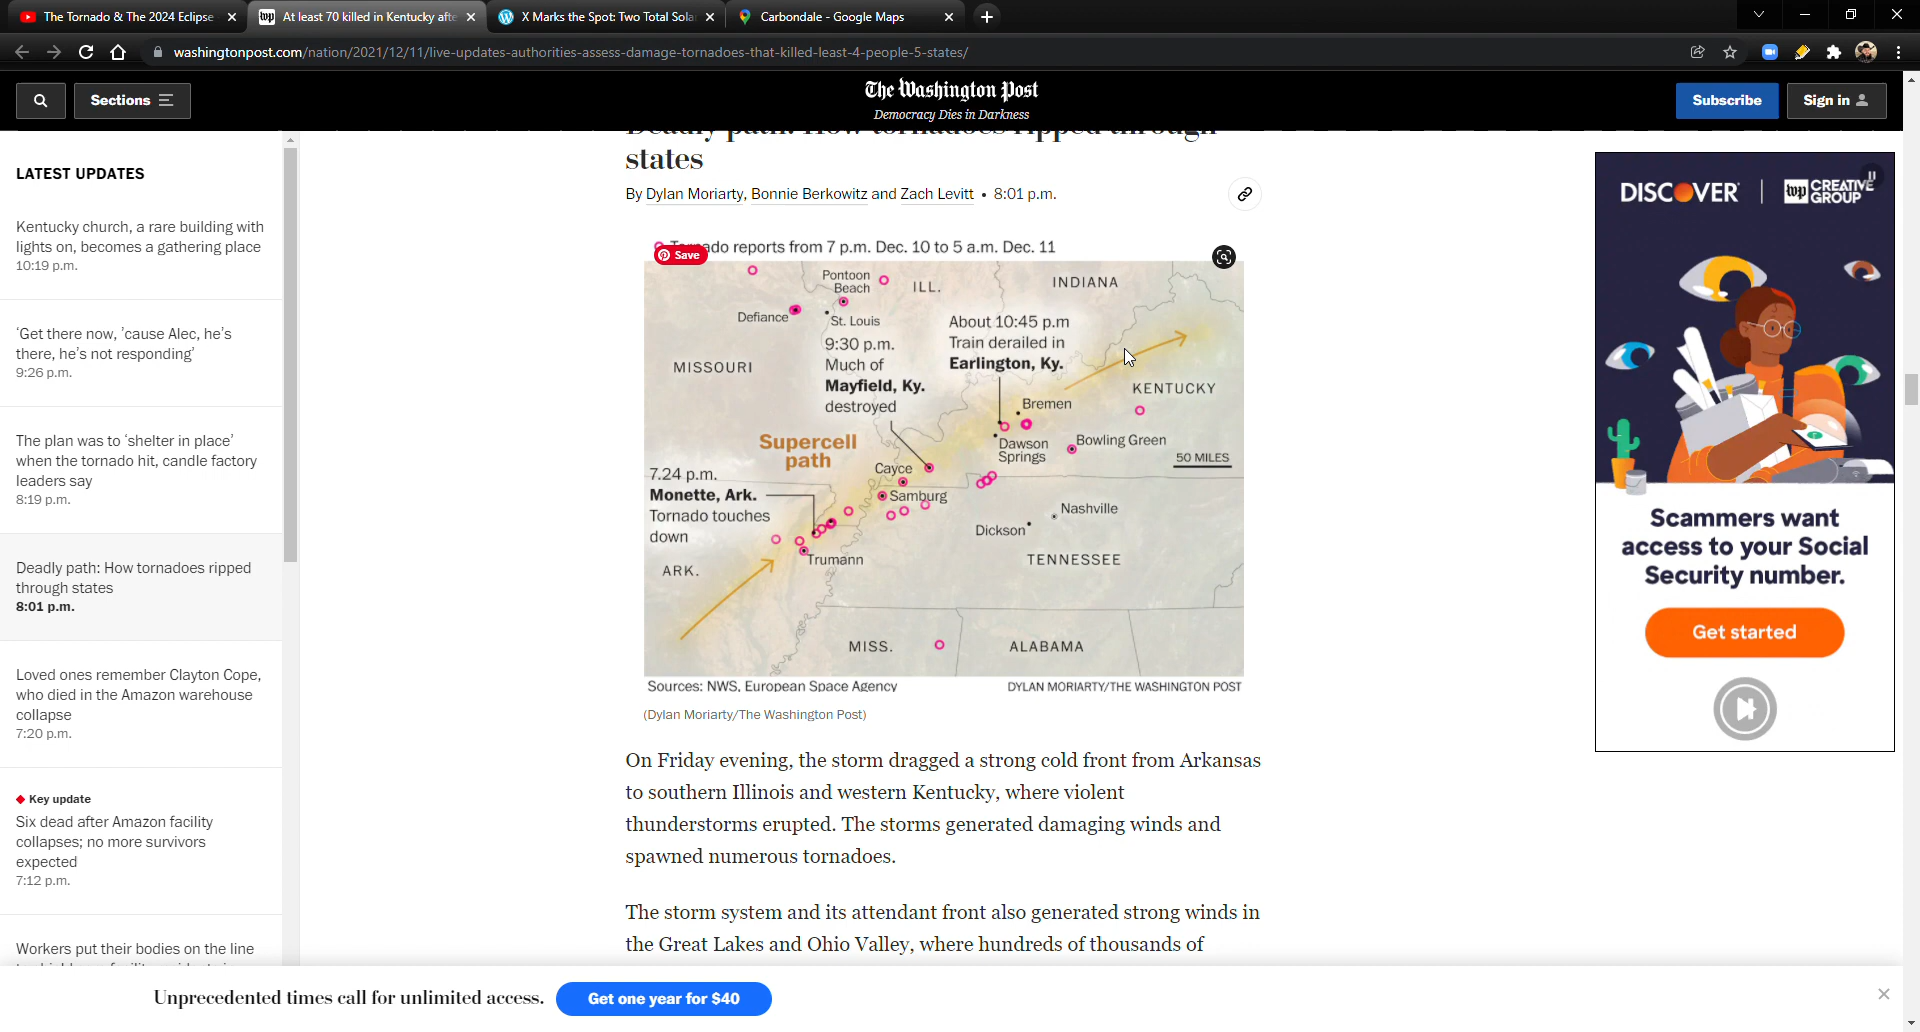 The Tornado & The 2024 Eclipse
At least 70 killed in Kentucky afte
X Marks the Spot: Two Total Sola
Carbondale - Google Maps
washingtonpost.com/nation/2021/12/11/live-updates-authorities-assess-damage-tornadoes-that-killed-least-4-people-5-states/
Sections
The Washington Post
Democracy Dies in Darkness
Subscribe
Sign in
LATEST UPDATES
Kentucky church, a rare building with
lights on, becomes a gathering place
10:19 p.m.
‘Get there now, ’cause Alec, he’s
there, he’s not responding’
9:26 p.m.
The plan was to ‘shelter in place’
when the tornado hit, candle factory
leaders say
8:19 p.m.
Deadly path: How tornadoes ripped
through states
8:01 p.m.
Loved ones remember Clayton Cope,
who died in the Amazon warehouse
collapse
7:20 p.m.
Key update
Six dead after Amazon facility
collapses; no more survivors
expected
7:12 p.m.
Workers put their bodies on the line
Deadly path: How tornadoes ripped through
states
By Dylan Moriarty, Bonnie Berkowitz and Zach Levitt • 8:01 p.m.
Tornado reports from 7 p.m. Dec. 10 to 5 a.m. Dec. 11
Save
Pontoon
Beach
ILL.
INDIANA
Defiance
St. Louis
About 10:45 p.m
Train derailed in
Earlington, Ky.
9:30 p.m.
Much of
Mayfield, Ky.
destroyed
MISSOURI
KENTUCKY
Bremen
Dawson
Springs
Bowling Green
50 MILES
Supercell
path
Cayce
7.24 p.m.
Monette, Ark.
Tornado touches
down
Samburg
Nashville
Dickson
Trumann
TENNESSEE
ARK.
MISS.
ALABAMA
Sources: NWS, European Space Agency
DYLAN MORIARTY/THE WASHINGTON POST
(Dylan Moriarty/The Washington Post)
On Friday evening, the storm dragged a strong cold front from Arkansas
to southern Illinois and western Kentucky, where violent
thunderstorms erupted. The storms generated damaging winds and
spawned numerous tornadoes.
The storm system and its attendant front also generated strong winds in
the Great Lakes and Ohio Valley, where hundreds of thousands of
DISCOVER
wp CREATIVE
GROUP
Scammers want
access to your Social
Security number.
Get started
Unprecedented times call for unlimited access.
Get one year for $40